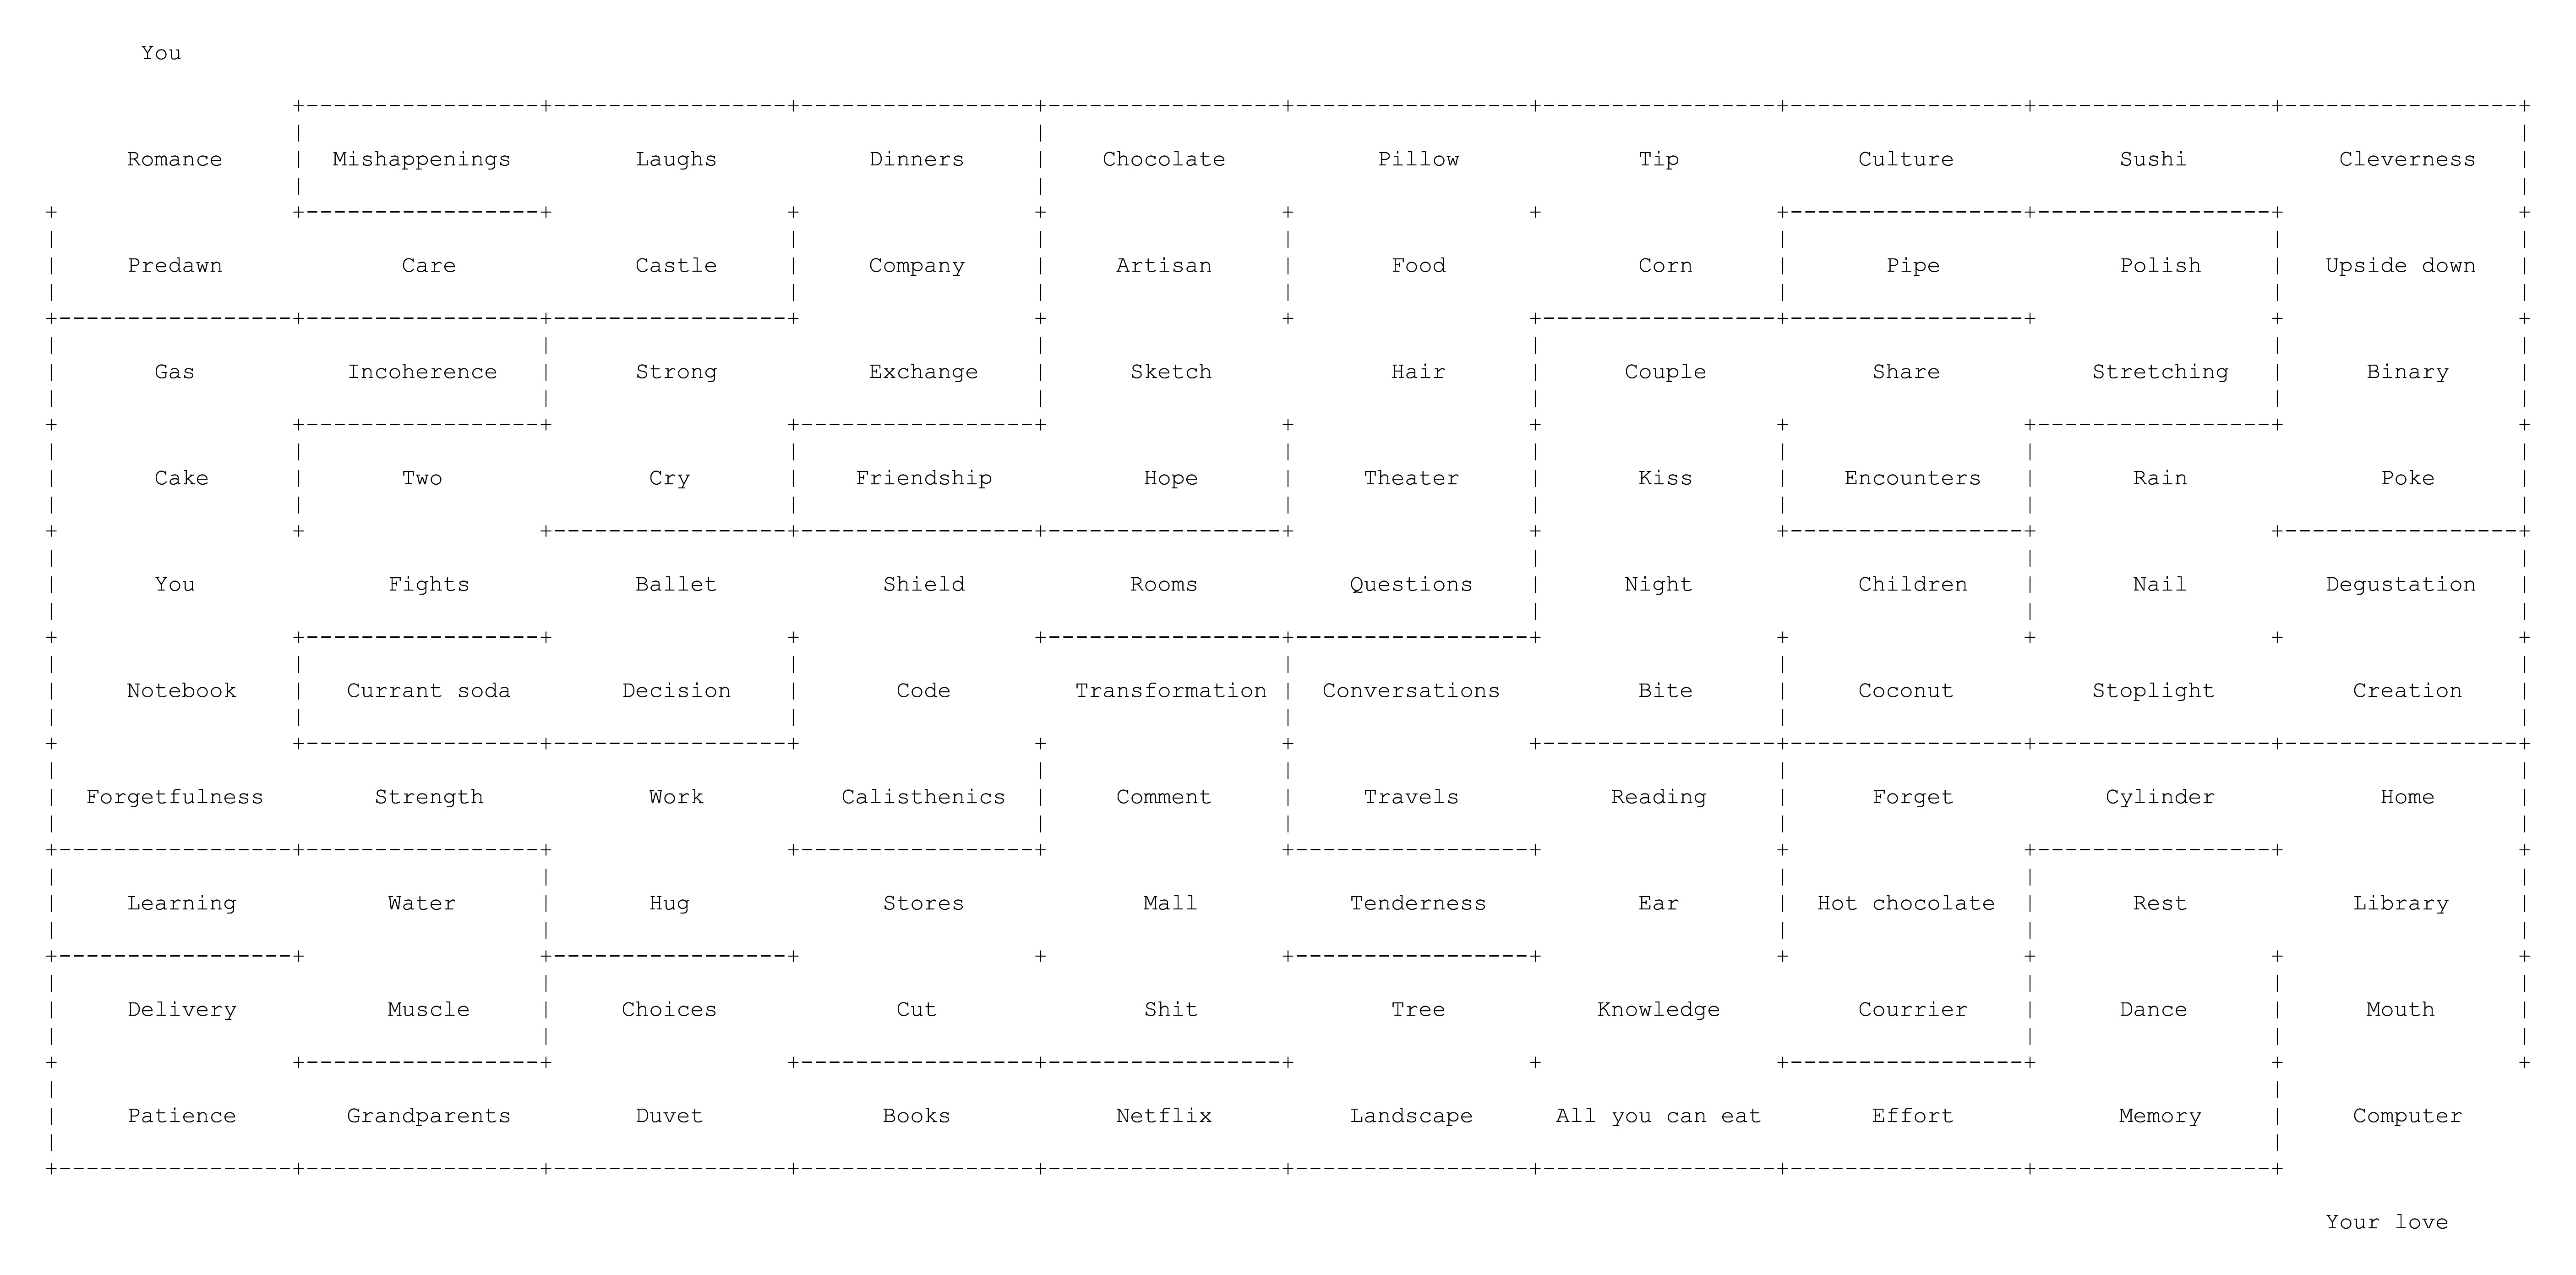 You
Romance Mishappenings Laughs Dinners Chocolate Pillow Tip Culture Sushi Cleverness
Predawn Care Castle Company Artisan Food Corn Pipe Polish Upside down
Gas Incoherence Strong Exchange Sketch Hair Couple Share Stretching Binary
Cake Two Cry Friendship Hope Theater Kiss Encounters Rain Poke
You Fights Ballet Shield Rooms Questions Night Children Nail Degustation
Notebook Currant soda Decision Code Transformation Conversations Bite Coconut Stoplight Creation
Forgetfulness Strength Work Calisthenics Comment Travels Reading Forget Cylinder Home
Learning Water Hug Stores Mall Tenderness Ear Hot chocolate Rest Library
Delivery Muscle Choices Cut Shit Tree Knowledge Courrier Dance Mouth
Patience Grandparents Duvet Books Netflix Landscape All you can eat Effort Memory Computer
Your love